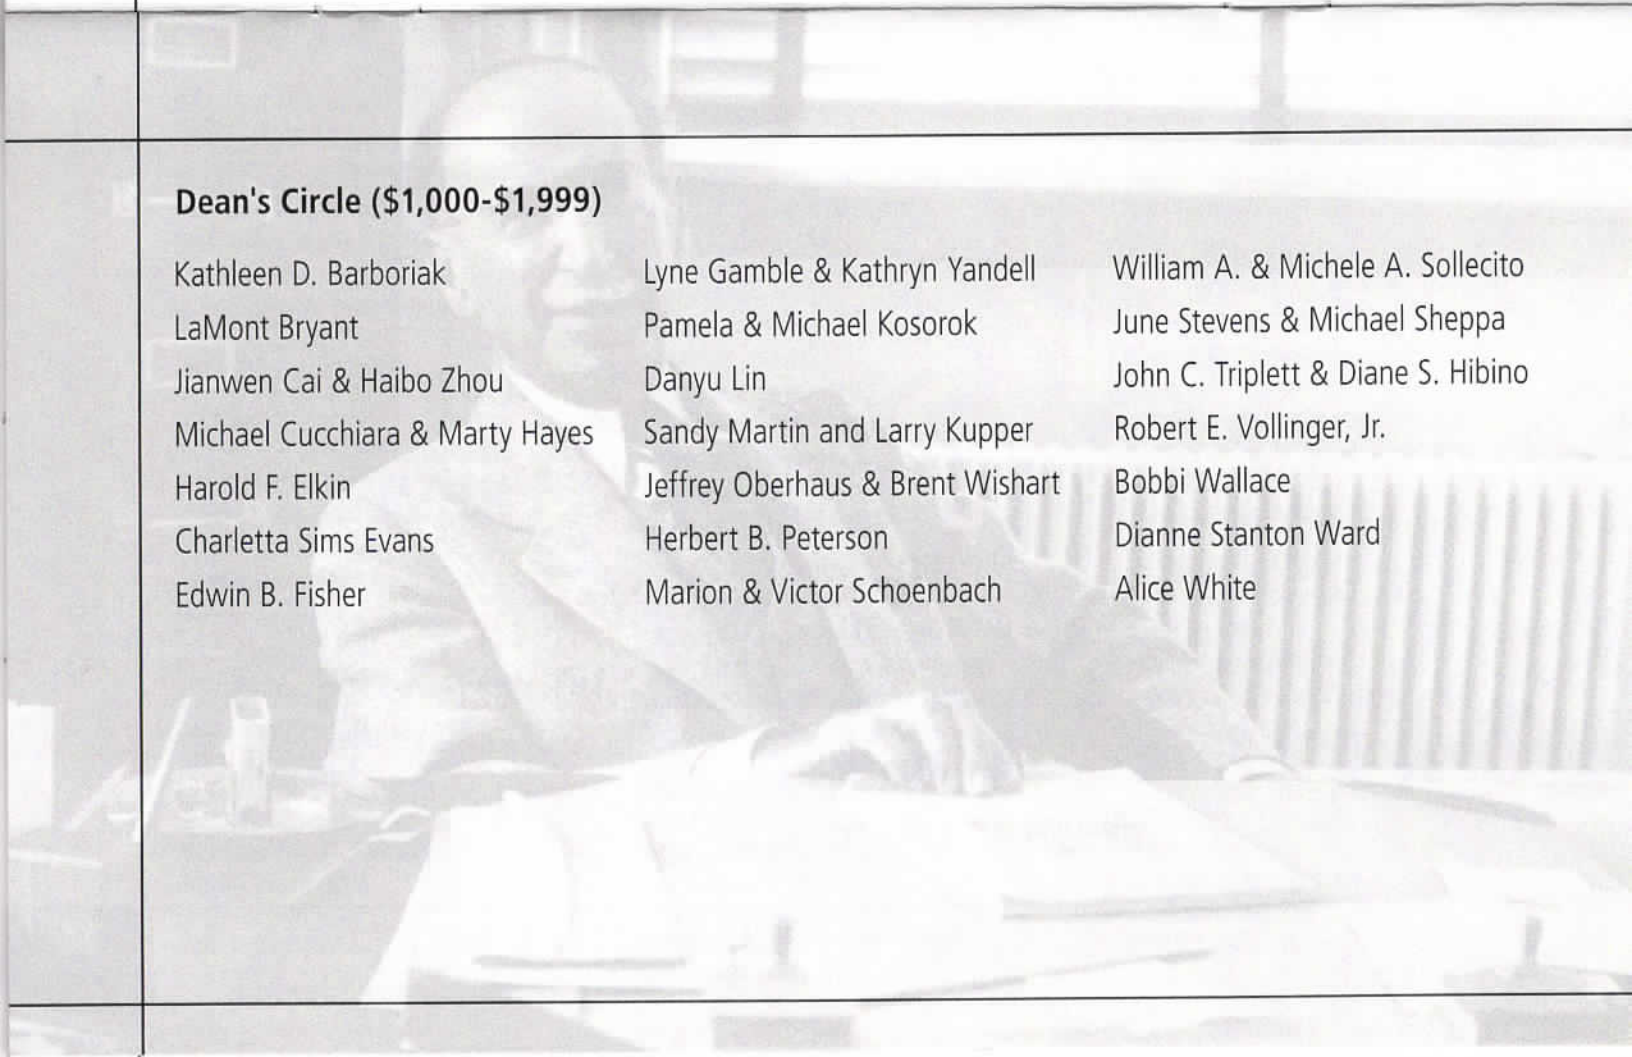 Dean's Circle ($1,000-$1,999)
Kathleen D. Barboriak
LaMont Bryant
Jianwen Cai & Haibo Zhou
Michael Cucchiara & Marty Hayes
Harold F. Elkin
Charletta Sims Evans
Edwin B. Fisher
Lyne Gamble & Kathryn Yandell
Pamela & Michael Kosorok
Danyu Lin
Sandy Martin and Larry Kupper
Jeffrey Oberhaus & Brent Wishart
Herbert B. Peterson
Marion & Victor Schoenbach
William A. & Michele A. Sollecito
June Stevens & Michael Sheppa
John C. Triplett & Diane S. Hibino
Robert E. Vollinger, Jr.
Bobbi Wallace
Dianne Stanton Ward
Alice White